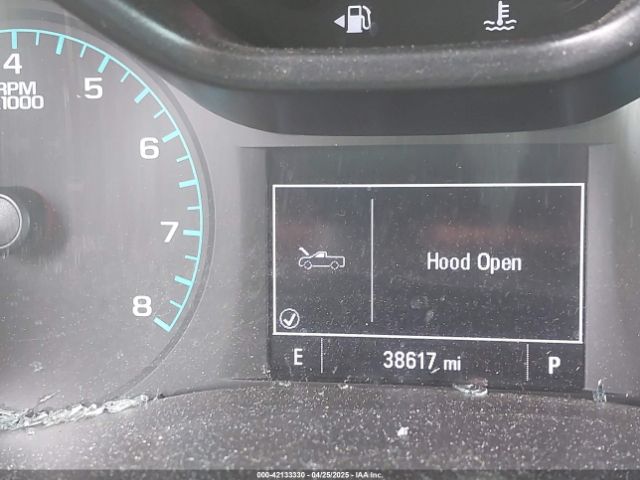 4
5
6
7
8
RPM
x1000
Hood Open
E
38617 mi
P
000-42133330 - 04/25/2025 - IAA Inc.